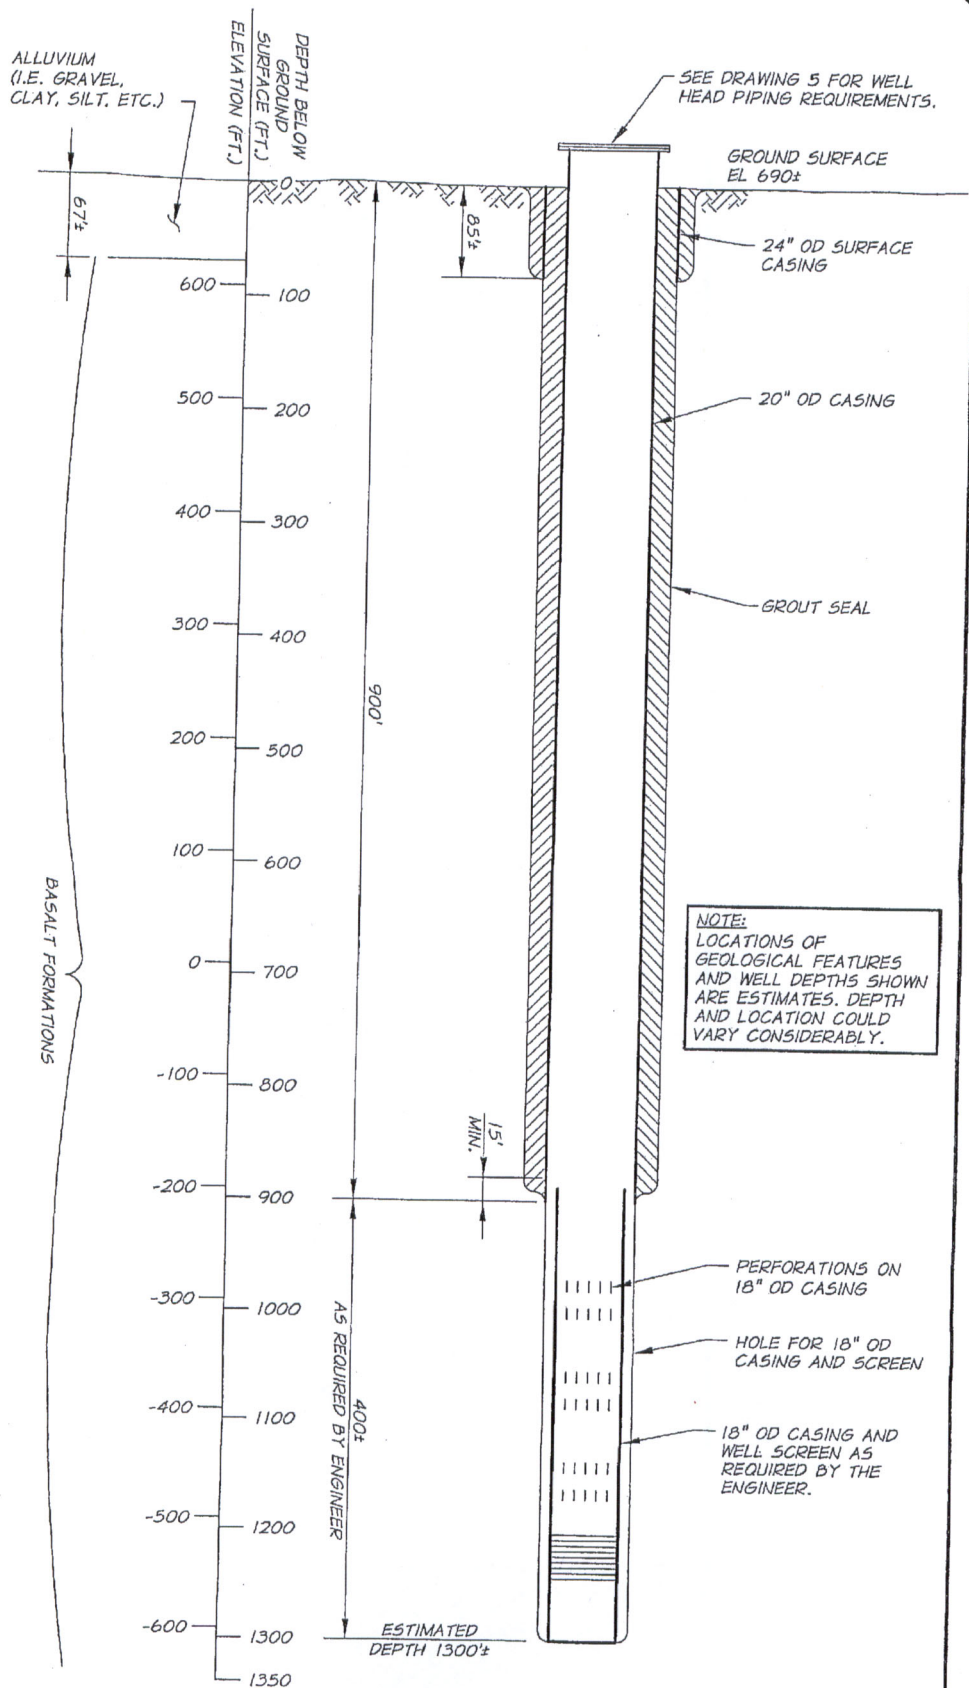 ALLUVIUM
(I.E. GRAVEL,
CLAY, SILT, ETC.)
ELEVATION (FT.)
DEPTH BELOW
GROUND
SURFACE (FT.)
SEE DRAWING 5 FOR WELL
HEAD PIPING REQUIREMENTS.
GROUND SURFACE
EL 690±
0
67'±
85'±
24" OD SURFACE
CASING
600
100
500
200
20" OD CASING
400
300
300
400
GROUT SEAL
900'
200
500
100
600
BASALT FORMATIONS
0
700
NOTE:
LOCATIONS OF
GEOLOGICAL FEATURES
AND WELL DEPTHS SHOWN
ARE ESTIMATES. DEPTH
AND LOCATION COULD
VARY CONSIDERABLY.
-100
800
15'
MIN.
-200
900
PERFORATIONS ON
18" OD CASING
-300
1000
HOLE FOR 18" OD
CASING AND SCREEN
400±
AS REQUIRED BY ENGINEER
-400
1100
18" OD CASING AND
WELL SCREEN AS
REQUIRED BY THE
ENGINEER.
-500
1200
-600
1300
ESTIMATED
DEPTH 1300'±
1350